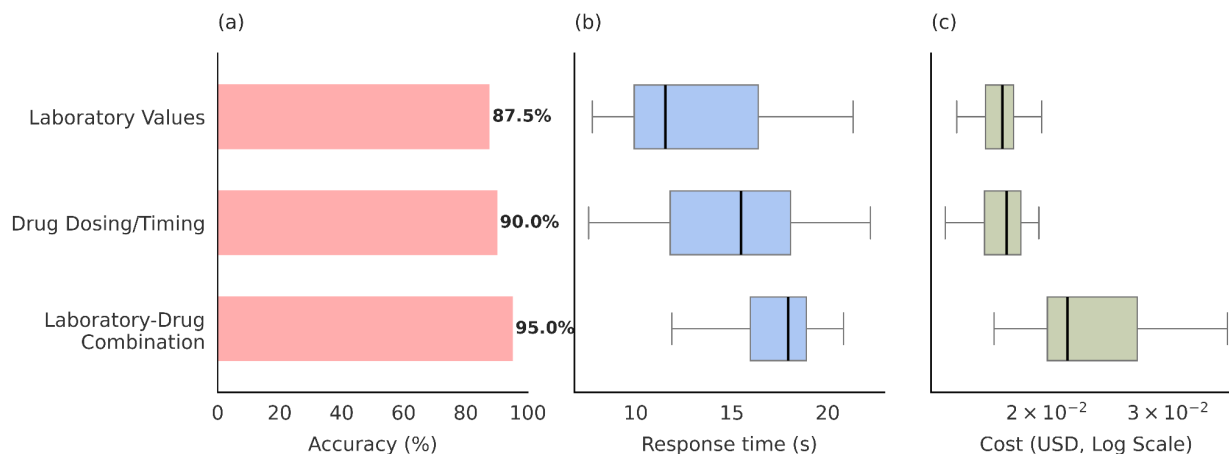 (a)
(b)
(c)
Laboratory Values
87.5%
Drug Dosing/Timing
90.0%
Laboratory-Drug
Combination
95.0%
0 20 40 60 80 100
10 15 20
2 × 10⁻² 3 × 10⁻²
Accuracy (%)
Response time (s)
Cost (USD, Log Scale)